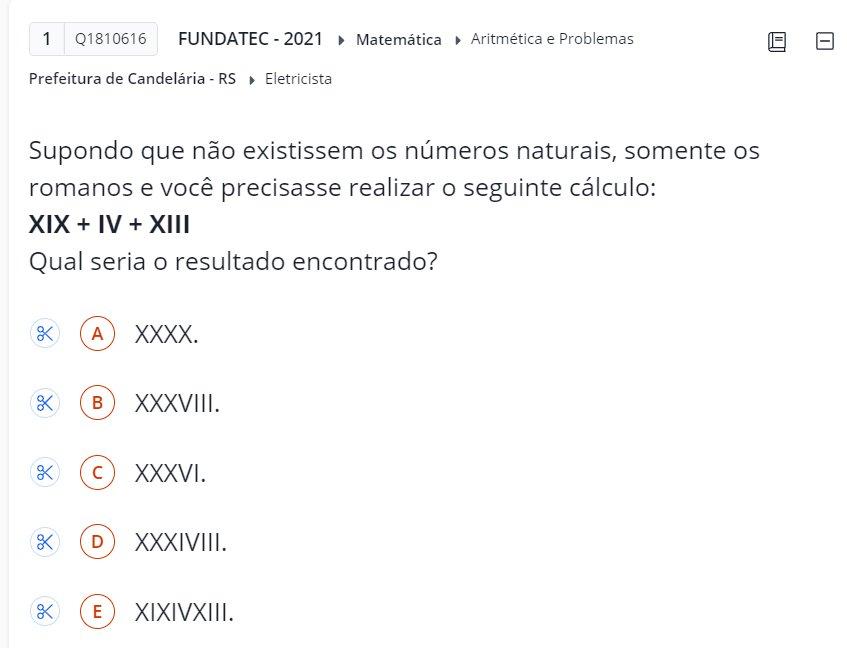 1 Q1810616 FUNDATEC - 2021 Matemática Aritmética e Problemas
Prefeitura de Candelária - RS Eletricista
Supondo que não existissem os números naturais, somente os
romanos e você precisasse realizar o seguinte cálculo:
XIX + IV + XIII
Qual seria o resultado encontrado?
A XXXX.
B XXXVIII.
C XXXVI.
D XXXIVIII.
E XIXIVXIII.